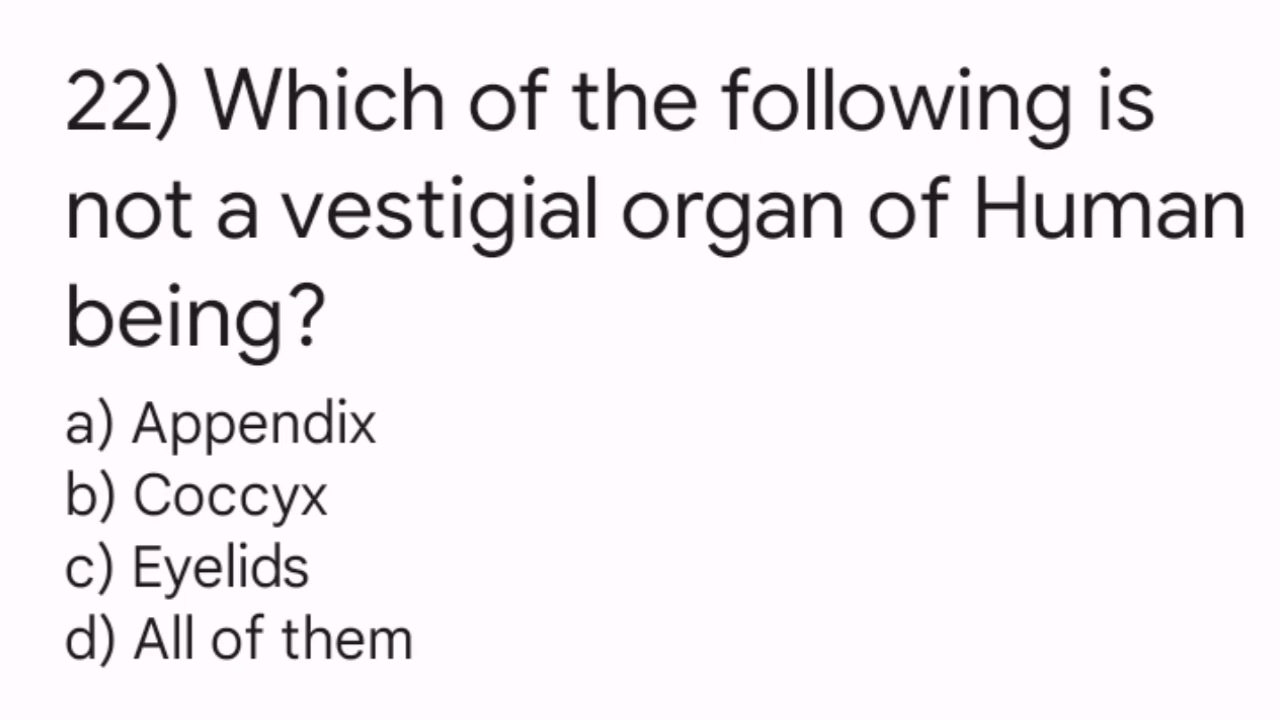 22) Which of the following is
not a vestigial organ of Human
being?
a) Appendix
b) Coccyx
c) Eyelids
d) All of them